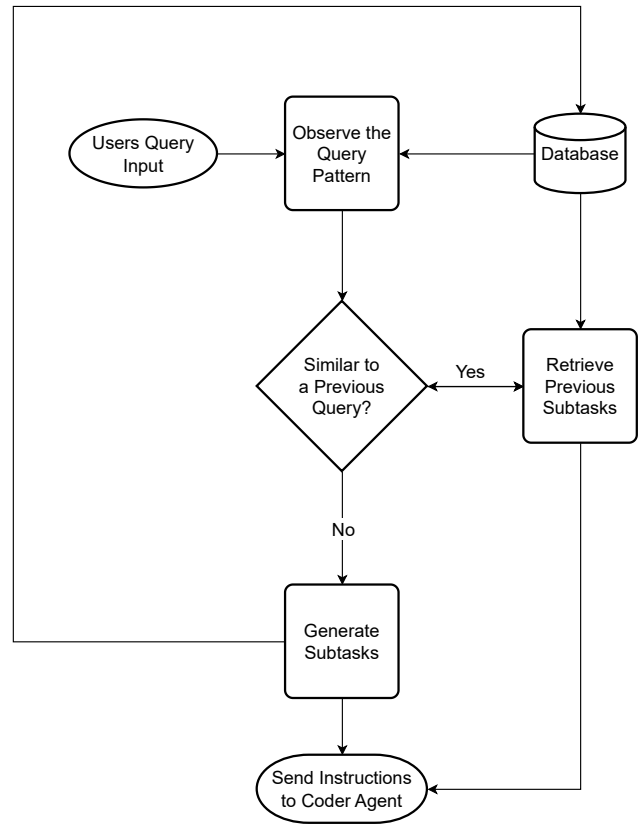 Users Query
Input
Observe the
Query
Pattern
Database
Similar to
a Previous
Query?
Yes
Retrieve
Previous
Subtasks
No
Generate
Subtasks
Send Instructions
to Coder Agent